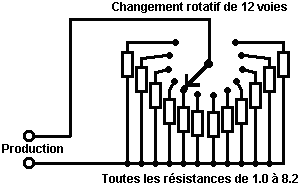 Changement rotatif de 12 voies
Production
Toutes les résistances de 1.0 à 8.2